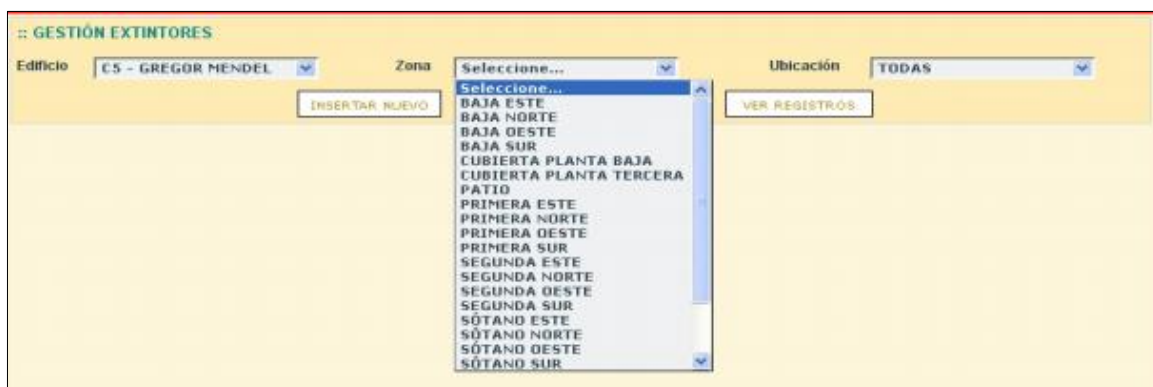 :: GESTIÓN EXTINTORES
Edificio C5 - GREGOR MENDEL Zona Seleccione... Ubicación TODAS
INSERTAR NUEVO VER REGISTROS
Seleccione...
BAJA ESTE
BAJA NORTE
BAJA OESTE
BAJA SUR
CUBIERTA PLANTA BAJA
CUBIERTA PLANTA TERCERA
PATIO
PRIMERA ESTE
PRIMERA NORTE
PRIMERA OESTE
PRIMERA SUR
SEGUNDA ESTE
SEGUNDA NORTE
SEGUNDA OESTE
SEGUNDA SUR
SÓTANO ESTE
SÓTANO NORTE
SÓTANO OESTE
SÓTANO SUR